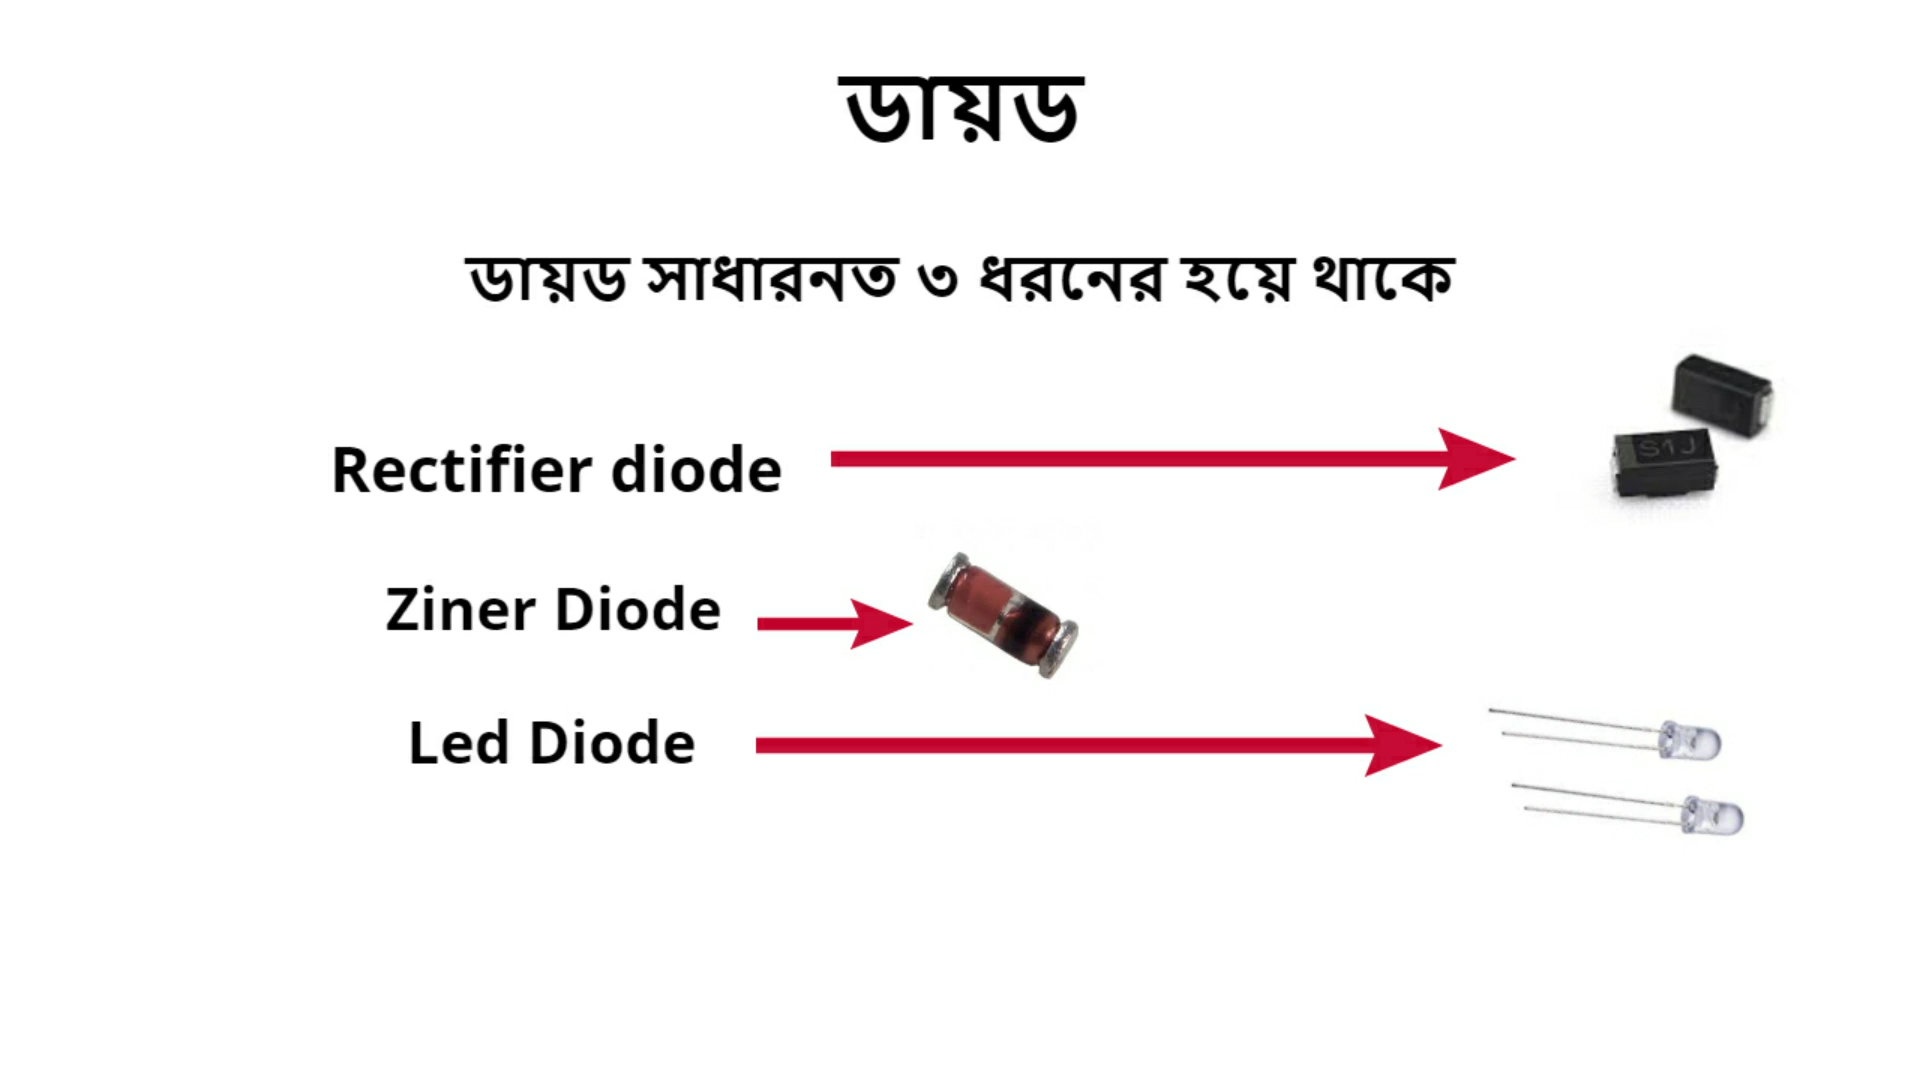 ডায়ড
ডায়ড সাধারনত ৩ ধরনের হয়ে থাকে
Rectifier diode
S1J
Ziner Diode
Led Diode